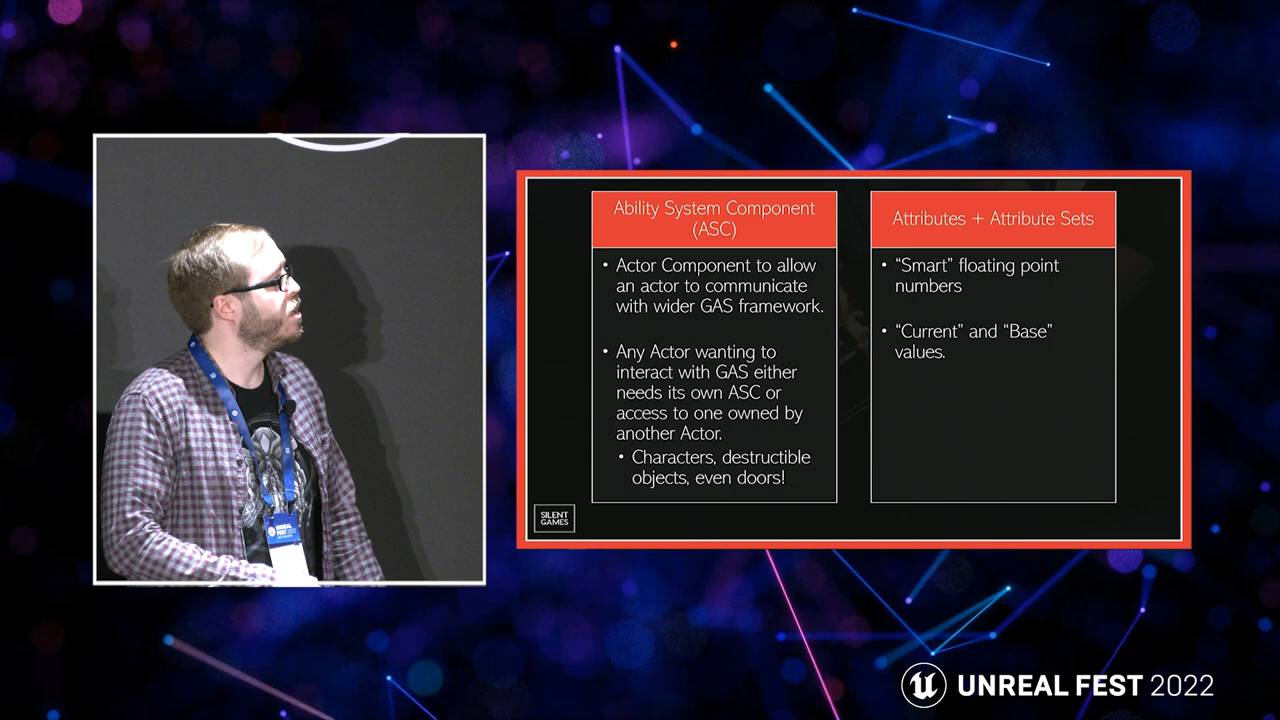 Ability System Component
(ASC)
• Actor Component to allow
an actor to communicate
with wider GAS framework.
• Any Actor wanting to
interact with GAS either
needs its own ASC or
access to one owned by
another Actor.
• Characters, destructible
objects, even doors!
Attributes + Attribute Sets
• “Smart” floating point
numbers
• “Current” and “Base”
values.
SILENT
GAMES
UNREAL
FEST 2022
UNREAL FEST 2022